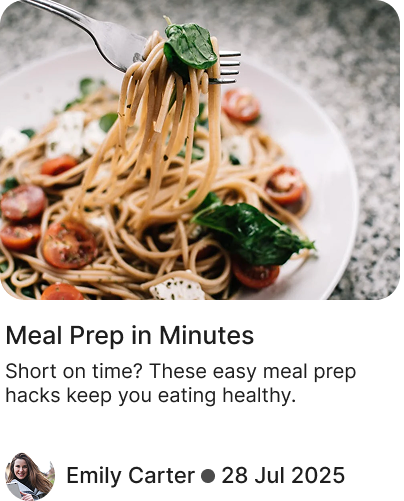 Meal Prep in Minutes
Short on time? These easy meal prep
hacks keep you eating healthy.
Emily Carter ● 28 Jul 2025